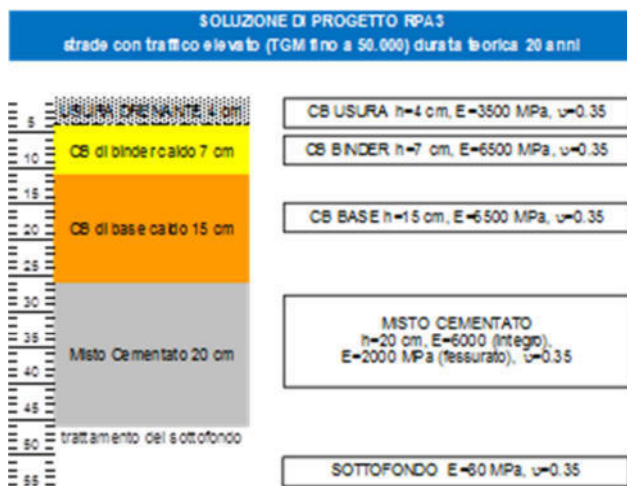 SOLUZIONE DI PROGETTO RPAS
strade con traffico elevato (TGM fino a 50.000) durata teorica 20 anni
USURA DRENANTE cm
CB di binder caldo 7 cm
CB di base caldo 15 cm
Misto Cementato 20 cm
trattamento del sottofondo
5
10
15
20
25
30
35
40
45
50
55
CB USURA h=4 cm, E=3500 MPa, υ=0.35
CB BINDER h=7 cm, E=6500 MPa, υ=0.35
CB BASE h=15 cm, E=6500 MPa, υ=0.35
MISTO CEMENTATO
h=20 cm, E=6000 (integro),
E=2000 MPa (fessurato), υ=0.35
SOTTOFONDO E=80 MPa, υ=0.35